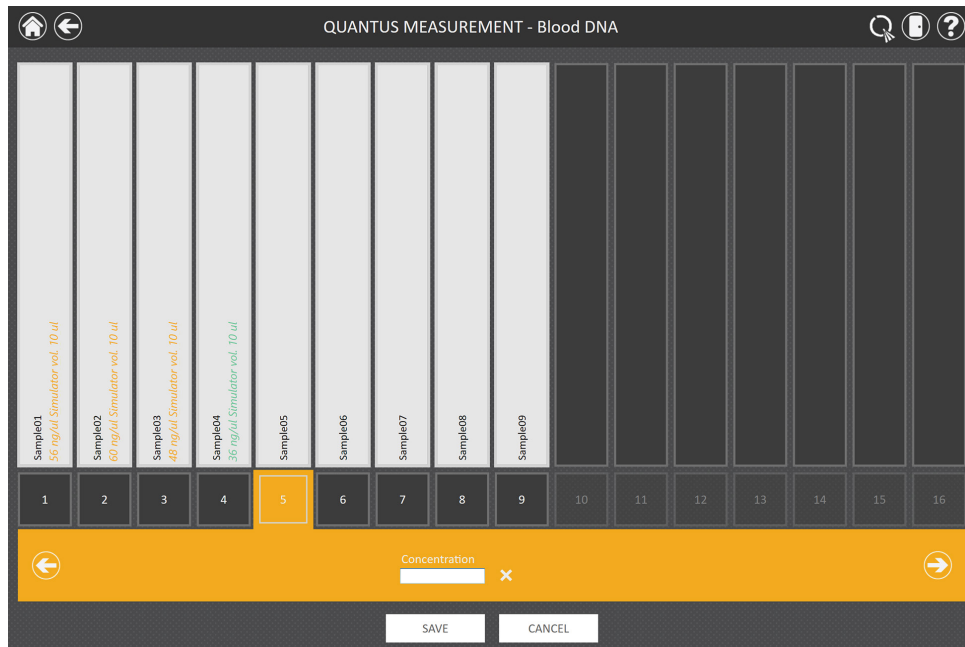 QUANTUS MEASUREMENT - Blood DNA
?
Sample01
56 ng/ul Simulator vol. 10 ul
Sample02
60 ng/ul Simulator vol. 10 ul
Sample03
48 ng/ul Simulator vol. 10 ul
Sample04
36 ng/ul Simulator vol. 10 ul
Sample05
Sample06
Sample07
Sample08
Sample09
1 2 3 4 5 6 7 8 9 10 11 12 13 14 15 16
Concentration
SAVE CANCEL